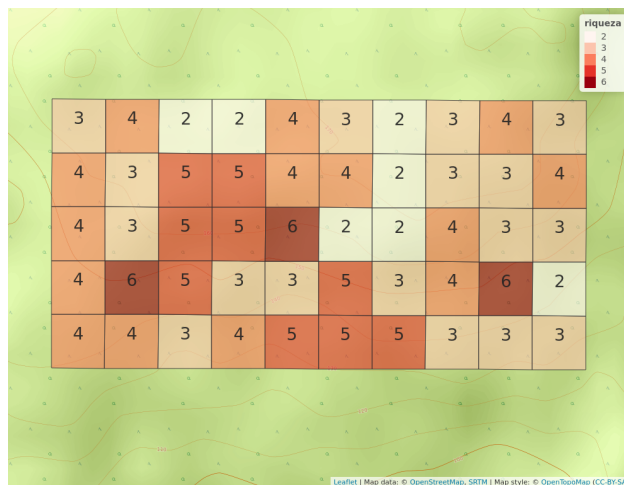 riqueza
2
3
4
5
6
3 4 2 2 4 3 2 3 4 3
4 3 5 5 4 4 2 3 3 4
4 3 5 5 6 2 2 4 3 3
4 6 5 3 3 5 3 4 6 2
4 4 3 4 5 5 5 3 3 3
Leaflet | Map data: © OpenStreetMap, SRTM | Map style: © OpenTopoMap (CC-BY-SA